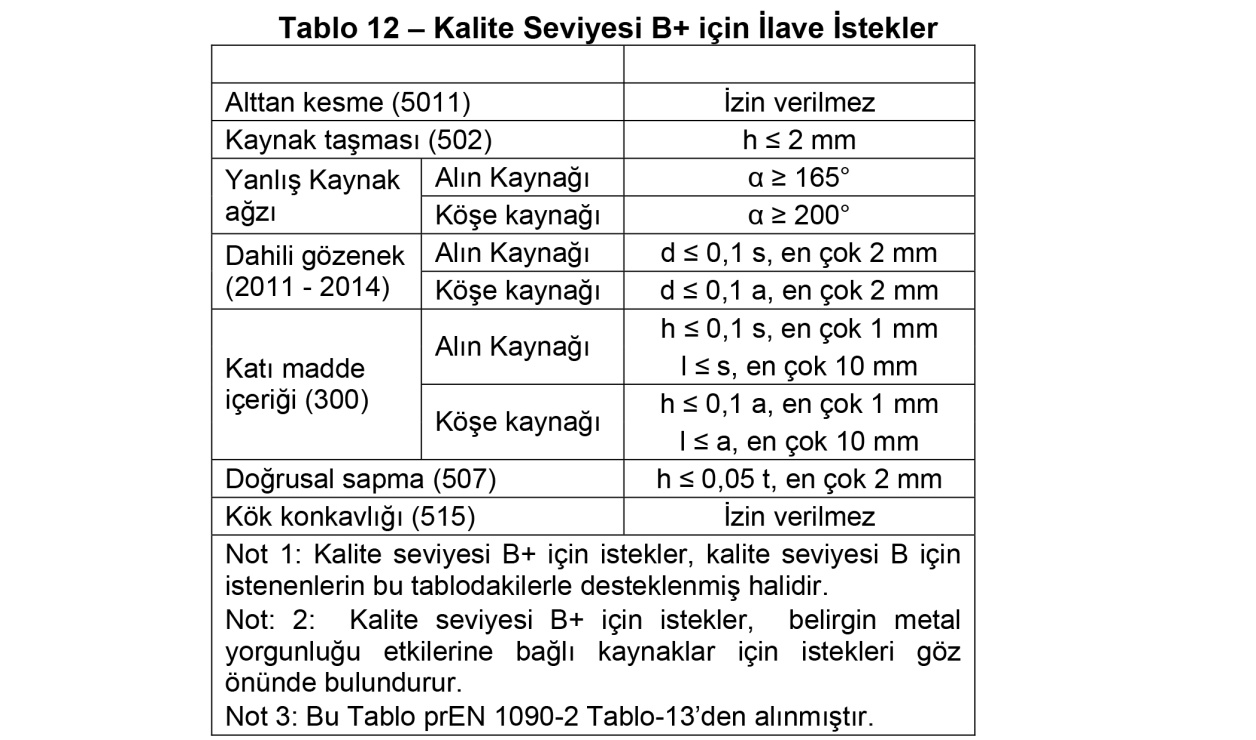 Tablo 12 – Kalite Seviyesi B+ için İlave İstekler
Alttan kesme (5011) İzin verilmez
Kaynak taşması (502) h ≤ 2 mm
Yanlış Kaynak ağzı Alın Kaynağı α ≥ 165°
Köşe kaynağı α ≥ 200°
Dahili gözenek (2011 - 2014) Alın Kaynağı d ≤ 0,1 s, en çok 2 mm
Köşe kaynağı d ≤ 0,1 a, en çok 2 mm
Katı madde içeriği (300) Alın Kaynağı h ≤ 0,1 s, en çok 1 mm
l ≤ s, en çok 10 mm
Köşe kaynağı h ≤ 0,1 a, en çok 1 mm
l ≤ a, en çok 10 mm
Doğrusal sapma (507) h ≤ 0,05 t, en çok 2 mm
Kök konkavlığı (515) İzin verilmez
Not 1: Kalite seviyesi B+ için istekler, kalite seviyesi B için
istenenlerin bu tablodakilerle desteklenmiş halidir.
Not: 2: Kalite seviyesi B+ için istekler, belirgin metal
yorgunluğu etkilerine bağlı kaynaklar için istekleri göz
önünde bulundurur.
Not 3: Bu Tablo prEN 1090-2 Tablo-13’den alınmıştır.